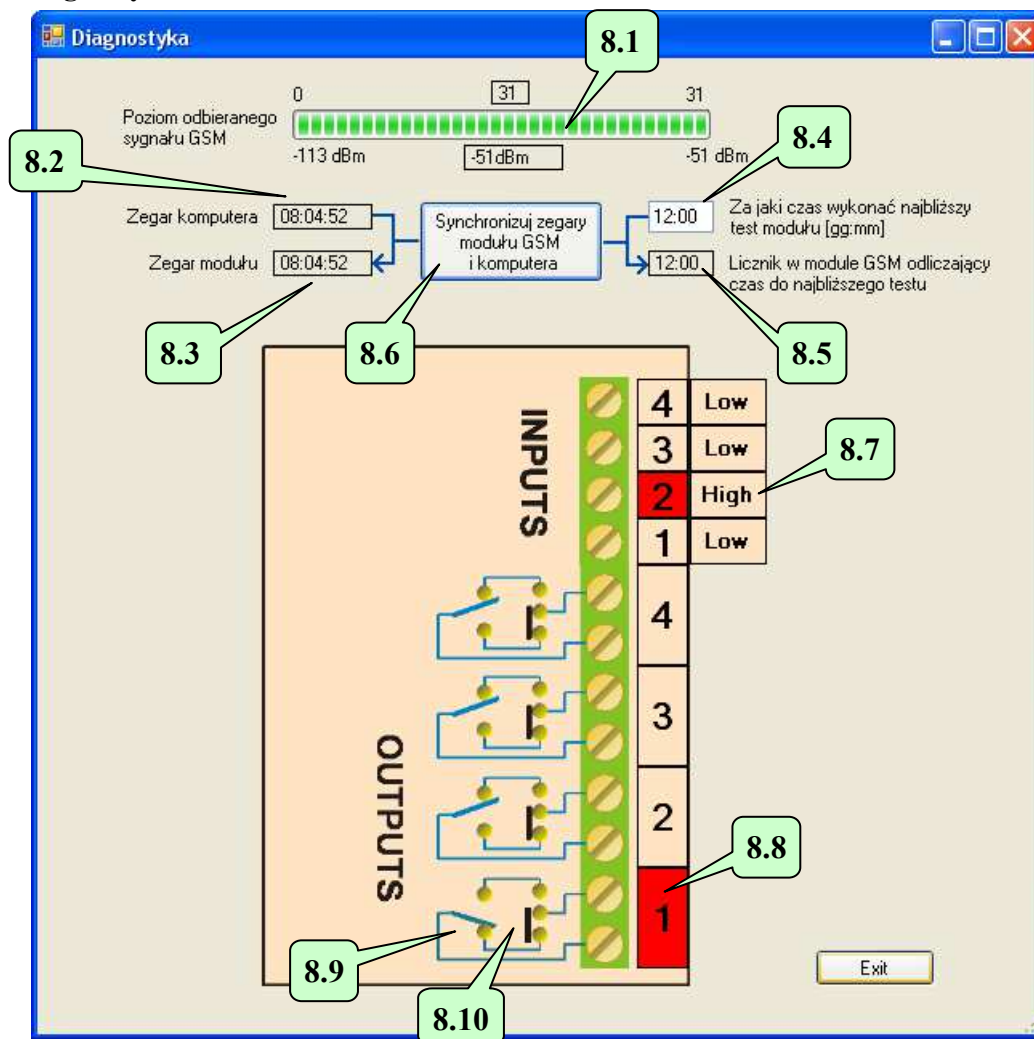 Diagnostyka
8.1
0 31 31
Poziom odbieranego
sygnału GSM
-113 dBm -51dBm -51 dBm
8.2
8.4
Zegar komputera 08:04:52
Zegar modułu 08:04:52
Synchronizuj zegary
modułu GSM
i komputera
12:00 Za jaki czas wykonać najbliższy
test modułu [gg:mm]
12:00 Licznik w module GSM odliczający
czas do najbliższego testu
8.3
8.6
8.5
INPUTS
4 Low
3 Low
2 High
1 Low
8.7
OUTPUTS
4
3
2
1
8.8
8.9
8.10
Exit